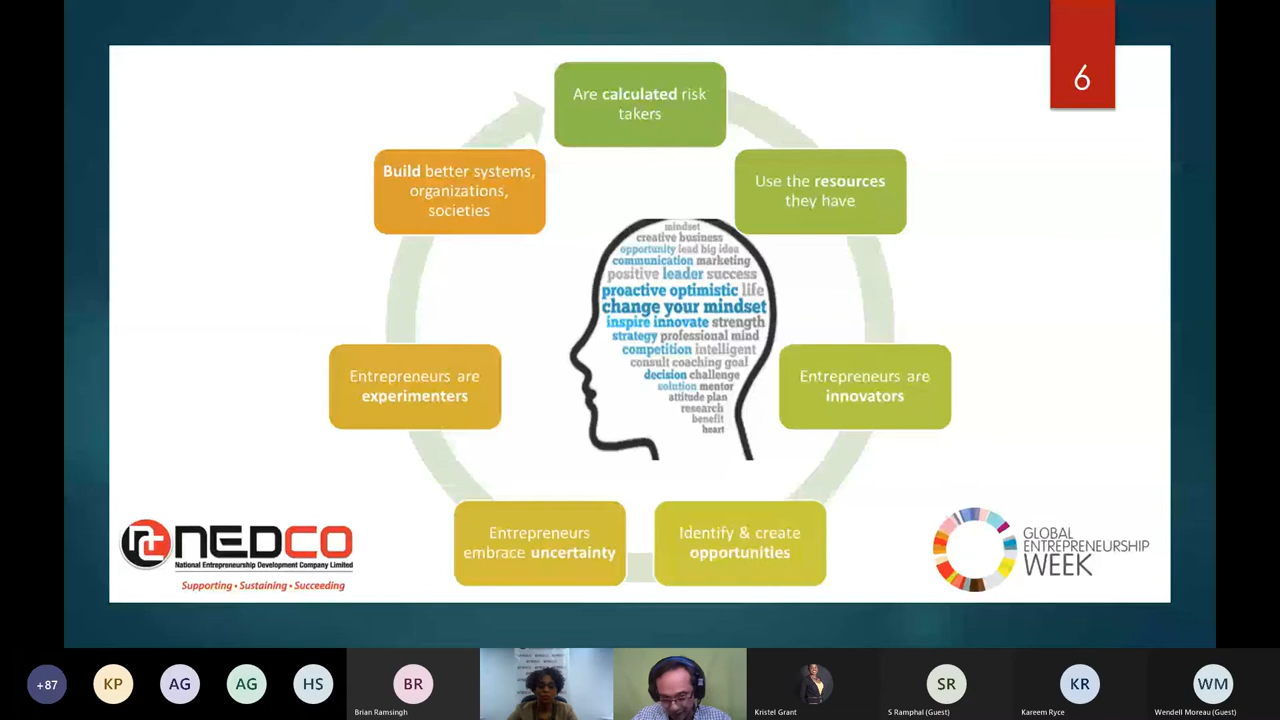 6
Are calculated risk
takers
Use the resources
they have
Entrepreneurs are
innovators
Identify & create
opportunities
Entrepreneurs
embrace uncertainty
Entrepreneurs are
experimenters
Build better systems,
organizations,
societies
mindset
creative business
opportunity lead big idea
communication marketing
positive leader success
proactive optimistic life
change your mindset
inspire innovate strength
strategy professional mind
competition intelligent
consult coaching goal
decision challenge
solution mentor
attitude plan
research
benefit
heart
NEDCO
National Entrepreneurship Development Company Limited
Supporting • Sustaining • Succeeding
GLOBAL
ENTREPRENEURSHIP
WEEK
+87
KP
AG
AG
HS
BR
Brian Ramsingh
Kristel Grant
SR
S Ramphal (Guest)
KR
Kareem Ryce
WM
Wendell Moreau (Guest)